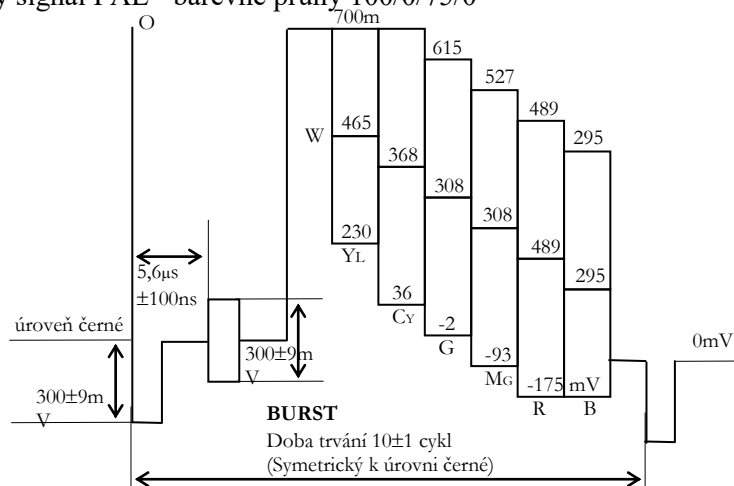 signál PAL - barevné pruhy 100/0/75/0
O
700m
615
527
489
295
W
465
368
308
308
489
295
230
YL
36
CY
-2
G
-93
MG
-175 mV
R
B
5,6µs
±100ns
úroveň černé
300±9m
V
300±9m
V
0mV
BURST
Doba trvání 10±1 cykl
(Symetrický k úrovni černé)